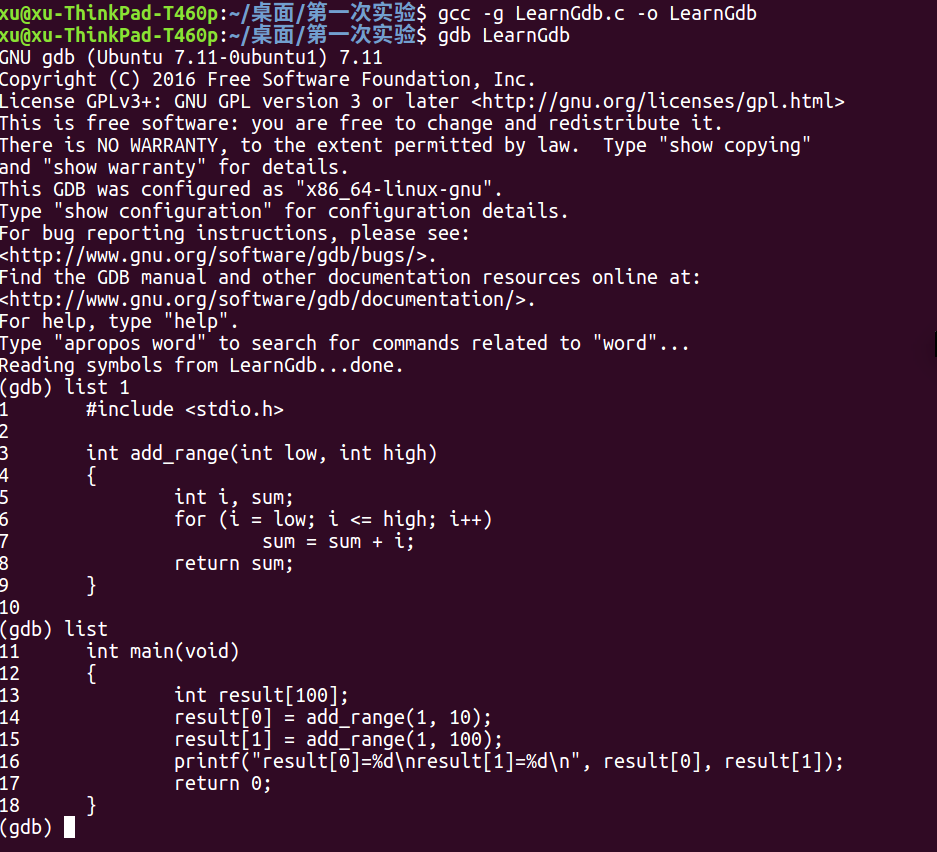 xu@xu-ThinkPad-T460p:~/桌面/第一次实验$ gcc -g LearnGdb.c -o LearnGdb
xu@xu-ThinkPad-T460p:~/桌面/第一次实验$ gdb LearnGdb
GNU gdb (Ubuntu 7.11-0ubuntu1) 7.11
Copyright (C) 2016 Free Software Foundation, Inc.
License GPLv3+: GNU GPL version 3 or later <http://gnu.org/licenses/gpl.html>
This is free software: you are free to change and redistribute it.
There is NO WARRANTY, to the extent permitted by law.  Type "show copying"
and "show warranty" for details.
This GDB was configured as "x86_64-linux-gnu".
Type "show configuration" for configuration details.
For bug reporting instructions, please see:
<http://www.gnu.org/software/gdb/bugs/>.
Find the GDB manual and other documentation resources online at:
<http://www.gnu.org/software/gdb/documentation/>.
For help, type "help".
Type "apropos word" to search for commands related to "word"...
Reading symbols from LearnGdb...done.
(gdb) list 1
1       #include <stdio.h>
2
3       int add_range(int low, int high)
4       {
5               int i, sum;
6               for (i = low; i <= high; i++)
7                       sum = sum + i;
8               return sum;
9       }
10
(gdb) list
11      int main(void)
12      {
13              int result[100];
14              result[0] = add_range(1, 10);
15              result[1] = add_range(1, 100);
16              printf("result[0]=%d\nresult[1]=%d\n", result[0], result[1]);
17              return 0;
18      }
(gdb)